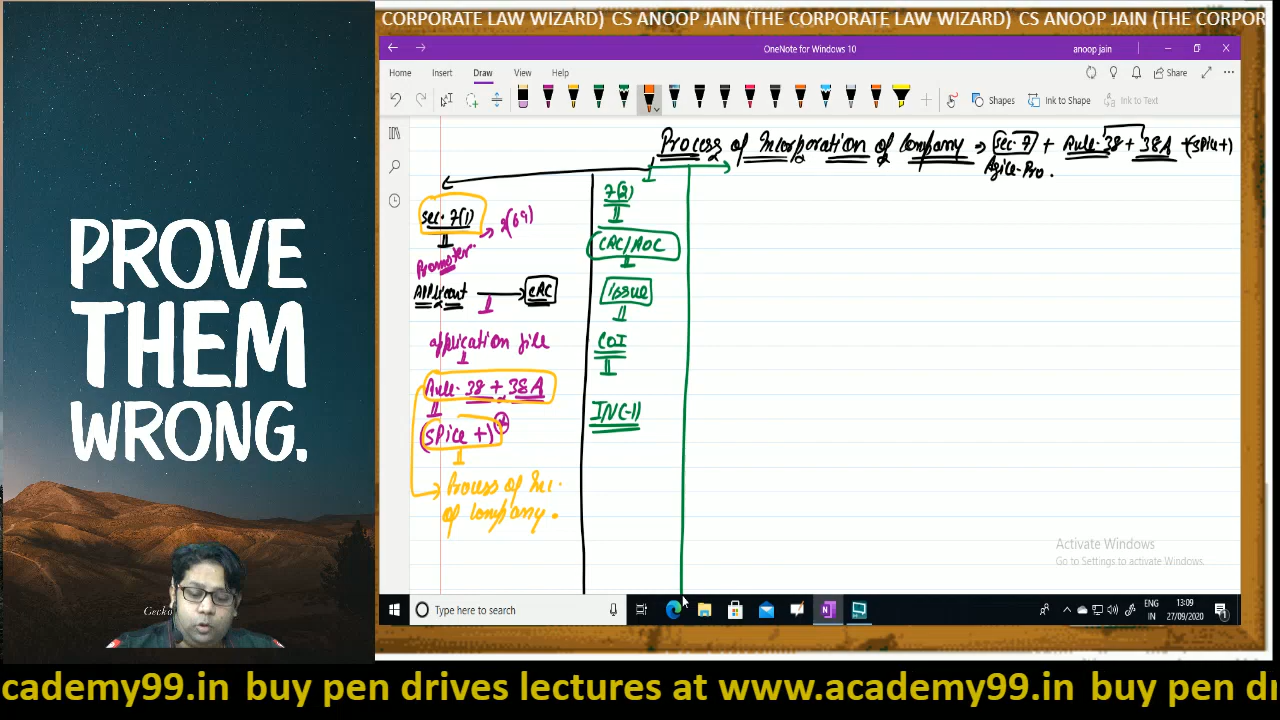 CORPORATE LAW WIZARD) CS ANOOP JAIN (THE CORPORATE LAW WIZARD) CS ANOOP JAIN (THE CORPOR
OneNote for Windows 10
anoop jain
Home Insert Draw View Help
Share
Shapes Ink to Shape Ink to Text
Process of Incorporation of Company ⇒ Sec. 7 + Rule-38 + 38A + (SPice+)
Agile-Pro.
Sec. 7(1)
→ 2(69)
Promoter
Applicant → CRC
application file
Rule- 38 + 38A
(SPice +)
→ Process of Inc.
of Company.
7(2)
CRC/ROC
Issue
COI
INC-11
PROVE
THEM
WRONG.
Activate Windows
Go to Settings to activate Windows.
Type here to search
ENG
IN
13:09
27/09/2020
cademy99.in buy pen drives lectures at www.academy99.in buy pen dr